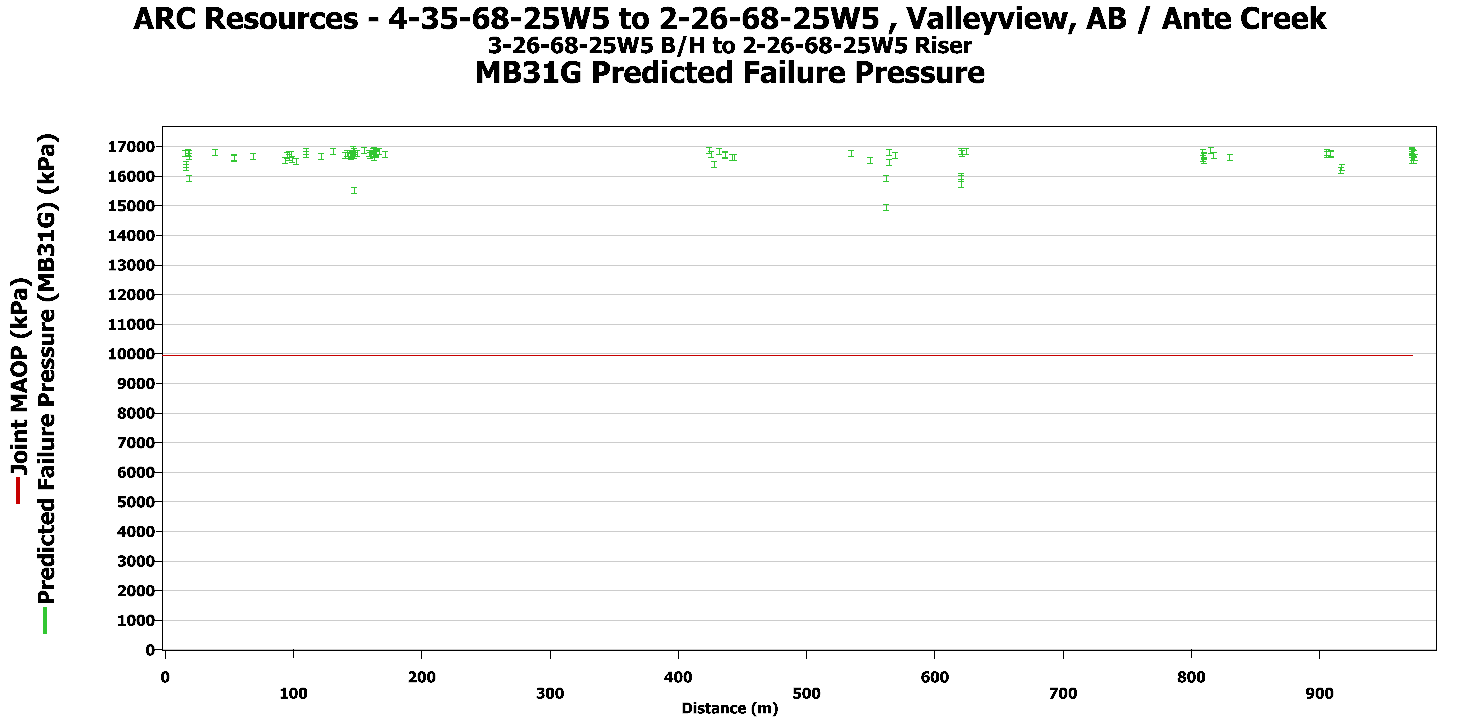 ARC Resources - 4-35-68-25W5 to 2-26-68-25W5 , Valleyview, AB / Ante Creek
3-26-68-25W5 B/H to 2-26-68-25W5 Riser
MB31G Predicted Failure Pressure
Joint MAOP (kPa)
Predicted Failure Pressure (MB31G) (kPa)
17000
16000
15000
14000
13000
12000
11000
10000
9000
8000
7000
6000
5000
4000
3000
2000
1000
0
0 100 200 300 400 500 600 700 800 900
Distance (m)